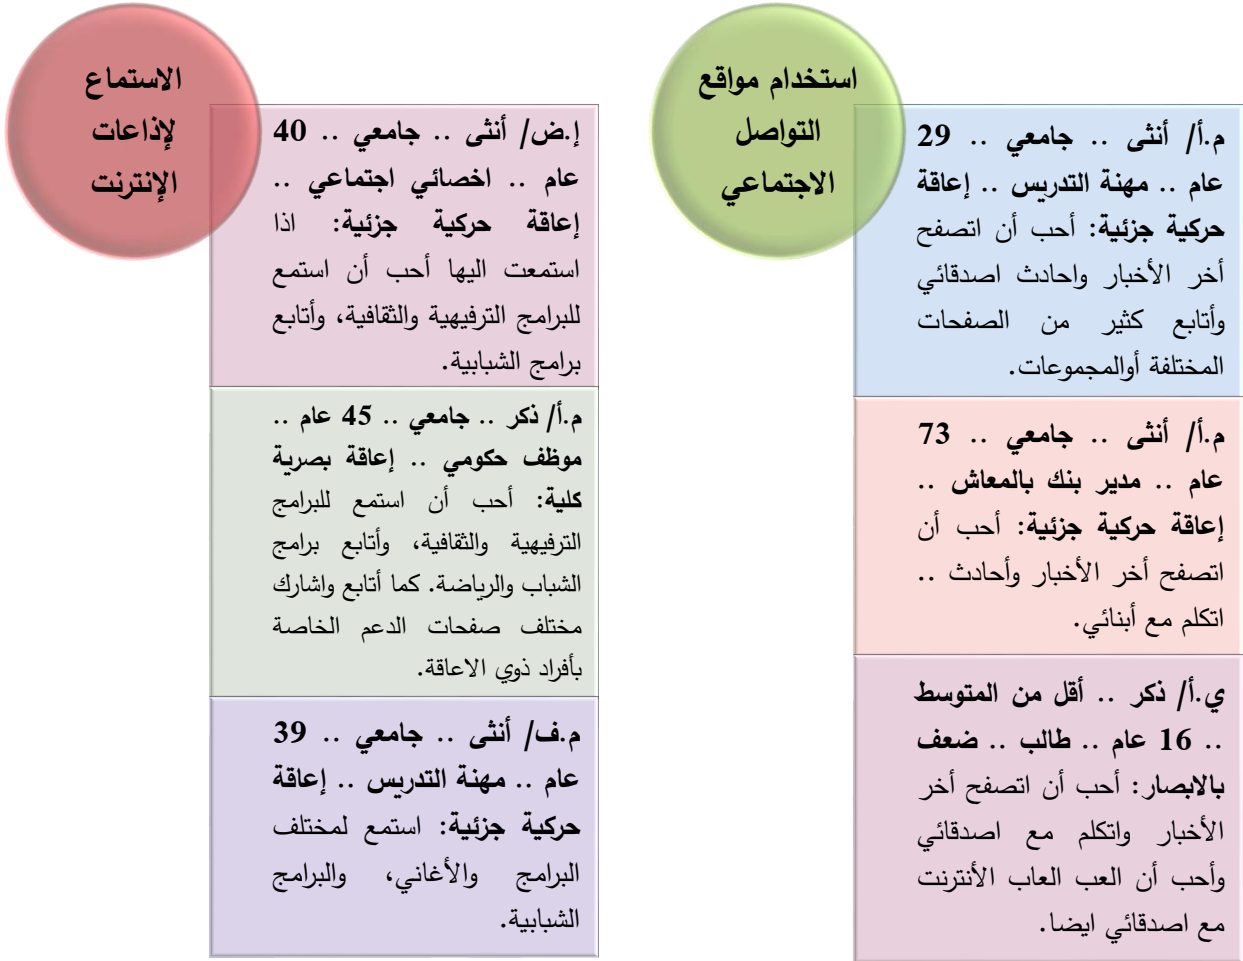 استخدام مواقع
التواصل
الاجتماعي
م.أ/ أنثى .. جامعي .. 29
عام .. مهنة التدريس .. إعاقة
حركية جزئية: أحب أن اتصفح
أخر الأخبار واحادث اصدقائي
وأتابع كثير من الصفحات
المختلفة أوالمجموعات.
م.أ/ أنثى .. جامعي .. 73
عام .. مدير بنك بالمعاش ..
إعاقة حركية جزئية: أحب أن
اتصفح أخر الأخبار وأحادث ..
اتكلم مع أبنائي.
ي.أ/ ذكر .. أقل من المتوسط
.. 16 عام .. طالب .. ضعف
بالابصار: أحب أن اتصفح أخر
الأخبار واتكلم مع اصدقائي
وأحب أن العب العاب الأنترنت
مع اصدقائي ايضا.
الاستماع
لإذاعات
الإنترنت
إ.ض/ أنثى .. جامعي .. 40
عام .. اخصائي اجتماعي ..
إعاقة حركية جزئية: اذا
استمعت اليها أحب أن استمع
للبرامج الترفيهية والثقافية، وأتابع
برامج الشبابية.
م.أ/ ذكر .. جامعي .. 45 عام ..
موظف حكومي .. إعاقة بصرية
كلية: أحب أن استمع للبرامج
الترفيهية والثقافية، وأتابع برامج
الشباب والرياضة. كما أتابع واشارك
مختلف صفحات الدعم الخاصة
بأفراد ذوي الاعاقة.
م.ف/ أنثى .. جامعي .. 39
عام .. مهنة التدريس .. إعاقة
حركية جزئية: استمع لمختلف
البرامج والأغاني، والبرامج
الشبابية.